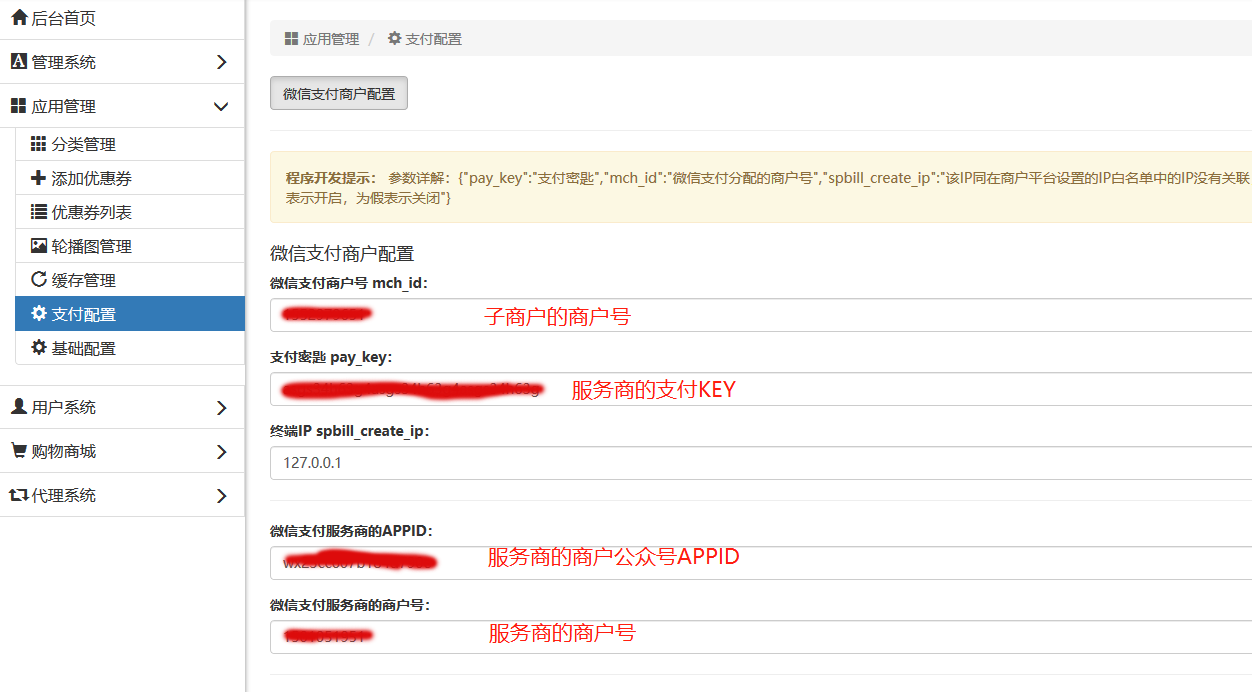 后台首页
管理系统
应用管理
分类管理
添加优惠券
优惠券列表
轮播图管理
缓存管理
支付配置
基础配置
用户系统
购物商城
代理系统
应用管理 / 支付配置
微信支付商户配置
程序开发提示： 参数详解：{"pay_key":"支付密匙","mch_id":"微信支付分配的商户号","spbill_create_ip":"该IP同在商户平台设置的IP白名单中的IP没有关联
表示开启，为假表示关闭"}
微信支付商户配置
微信支付商户号 mch_id:
子商户的商户号
支付密匙 pay_key:
服务商的支付KEY
终端IP spbill_create_ip:
127.0.0.1
微信支付服务商的APPID:
服务商的商户公众号APPID
微信支付服务商的商户号:
服务商的商户号